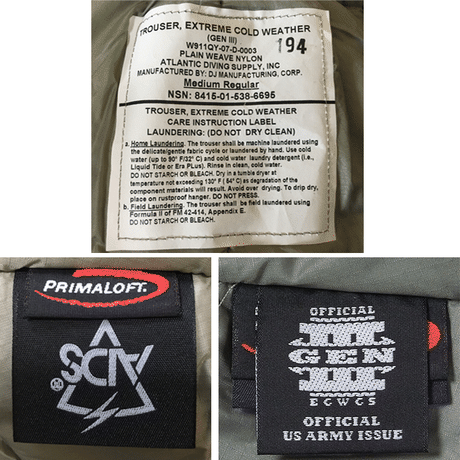 TROUSER, EXTREME COLD WEATHER
(GEN III)
194
W911QY-07-D-0003
PLAIN WEAVE NYLON
ATLANTIC DIVING SUPPLY, INC
MANUFACTURED BY: DJ MANUFACTURING, CORP.
Medium Regular
NSN: 8415-01-538-6695
TROUSER, EXTREME COLD WEATHER
CARE INSTRUCTION LABEL
LAUNDERING: (DO NOT DRY CLEAN)
a. Home Laundering. The trouser shall be machine laundered using
the delicate/gentle fabric cycle or laundered by hand. Use cold
water (up to 90° F/32° C) and cold water laundry detergent (i.e.,
Liquid Tide or Era Plus). Rinse in clean, cold water.
DO NOT STARCH or BLEACH. Dry in a tumble dryer at
temperature not exceeding 130° F (54° C) as degradation of the
component materials will result. Avoid over drying. To drip dry,
place on rustproof hanger. DO NOT PRESS.
b. Field Laundering. The trouser shall be field laundered using
Formula II of FM 42-414, Appendix E.
DO NOT STARCH OR BLEACH.
PRIMALOFT®
ADS
OFFICIAL
III
GEN
III
ECWCS
OFFICIAL
US ARMY ISSUE